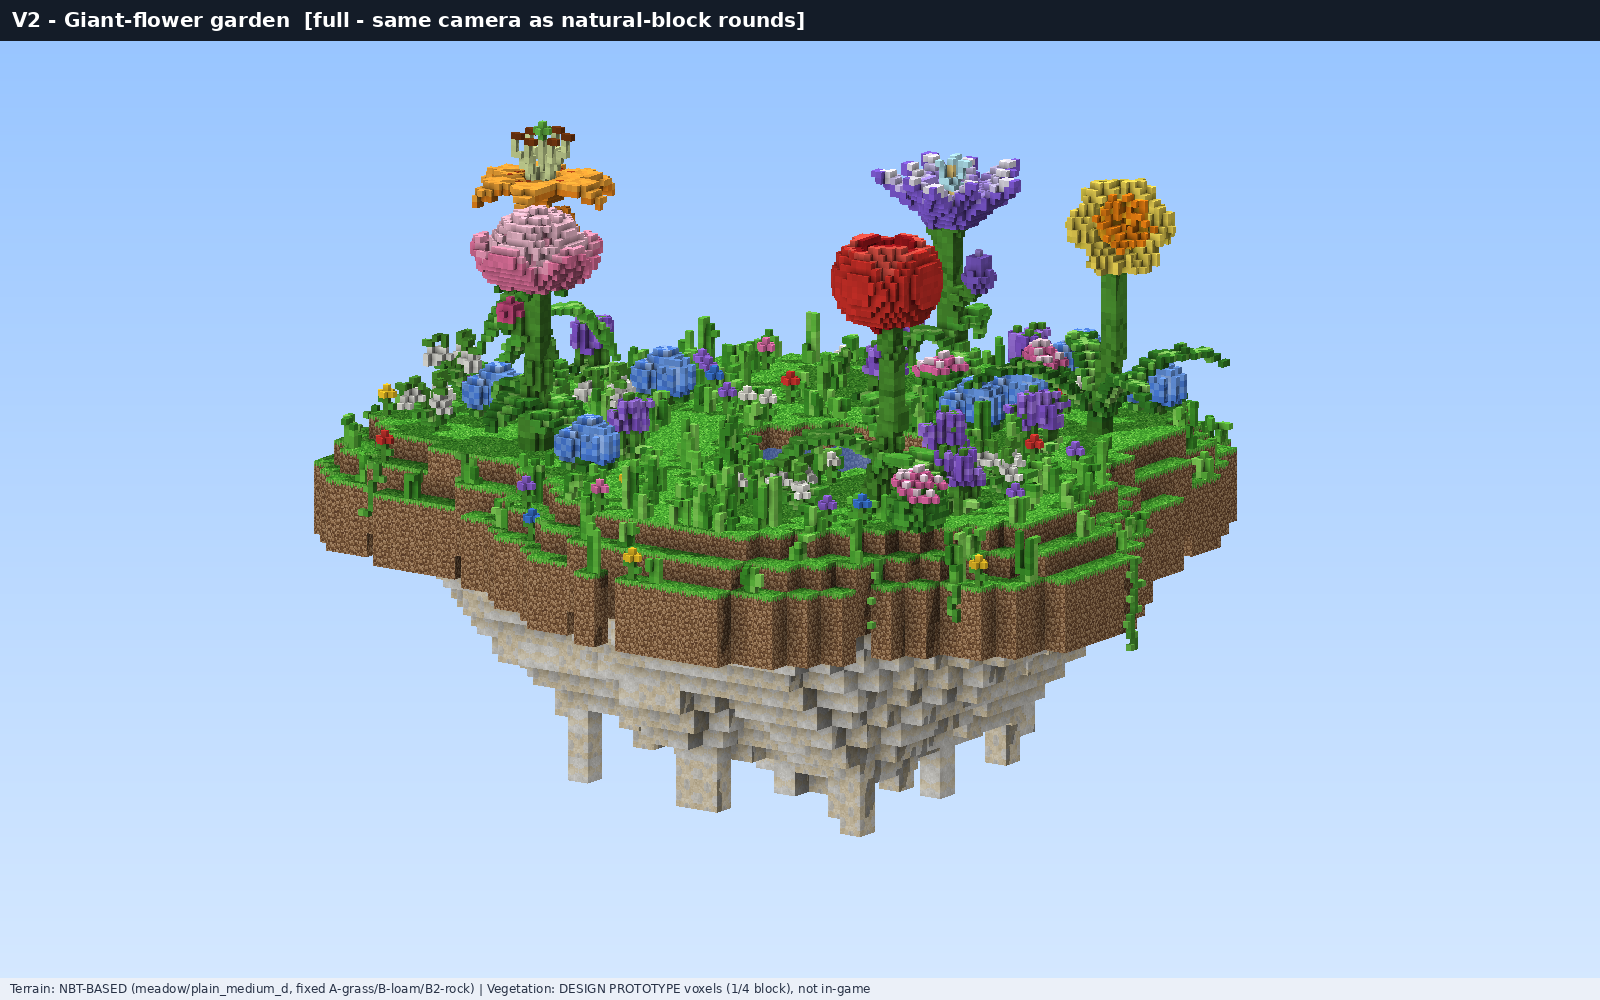 V2 - Giant-flower garden  [full - same camera as natural-block rounds]
Terrain: NBT-BASED (meadow/plain_medium_d, fixed A-grass/B-loam/B2-rock) | Vegetation: DESIGN PROTOTYPE voxels (1/4 block), not in-game